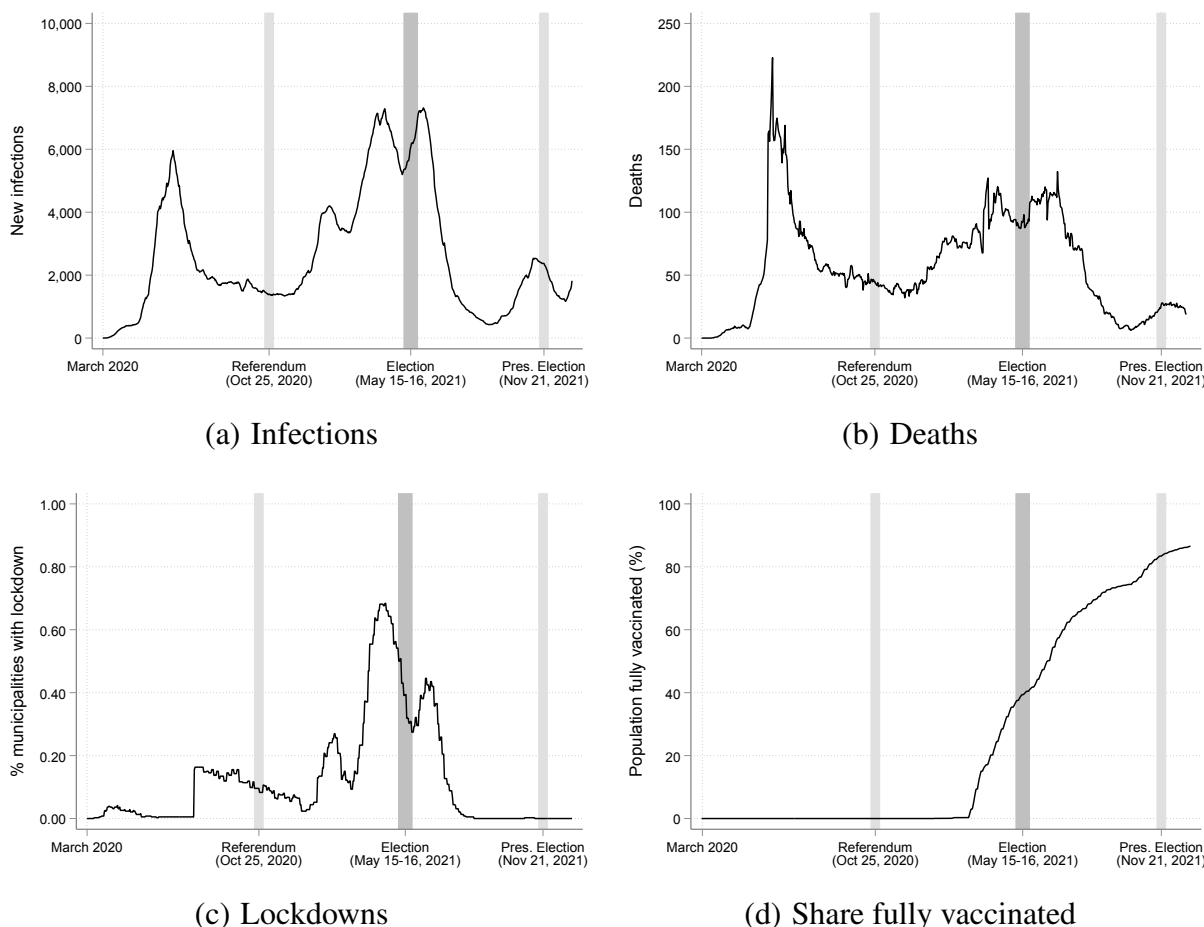 10,000
8,000
6,000
4,000
2,000
0
New infections
March 2020
Referendum
(Oct 25, 2020)
Election
(May 15-16, 2021)
Pres. Election
(Nov 21, 2021)
(a) Infections
250
200
150
100
50
0
Deaths
March 2020
Referendum
(Oct 25, 2020)
Election
(May 15-16, 2021)
Pres. Election
(Nov 21, 2021)
(b) Deaths
1.00
0.80
0.60
0.40
0.20
0.00
% municipalities with lockdown
March 2020
Referendum
(Oct 25, 2020)
Election
(May 15-16, 2021)
Pres. Election
(Nov 21, 2021)
(c) Lockdowns
100
80
60
40
20
0
Population fully vaccinated (%)
March 2020
Referendum
(Oct 25, 2020)
Election
(May 15-16, 2021)
Pres. Election
(Nov 21, 2021)
(d) Share fully vaccinated